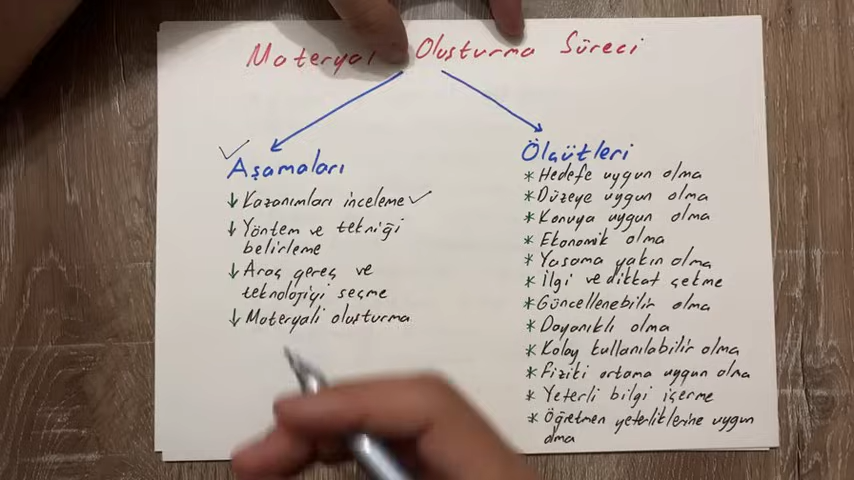 Materyal Oluşturma Süreci
Aşamaları
↓ Kazanımları inceleme
↓ Yöntem ve tekniği
belirleme
↓ Araç gereç ve
teknolojiyi seçme
↓ Materyali oluşturma
Ölçütleri
* Hedefe uygun olma
* Düzeye uygun olma
* Konuya uygun olma
* Ekonomik olma
* Yaşama yakın olma
* İlgi ve dikkat çekme
* Güncellenebilir olma
* Dayanıklı olma
* Kolay kullanılabilir olma
* Fiziki ortama uygun olma
* Yeterli bilgi içerme
* Öğretmen yeterliklerine uygun
olma